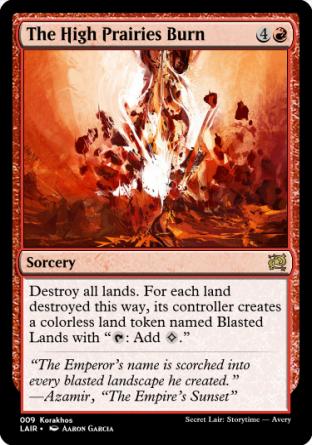 The High Prairies Burn 4
Sorcery
Destroy all lands. For each land
destroyed this way, its controller creates
a colorless land token named Blasted
Lands with “: Add .”
“The Emperor’s name is scorched into
every blasted landscape he created.”
—Azamir, “The Empire’s Sunset”
009 Korakhos
Secret Lair: Storytime — Avery
LAIR • Aaron Garcia